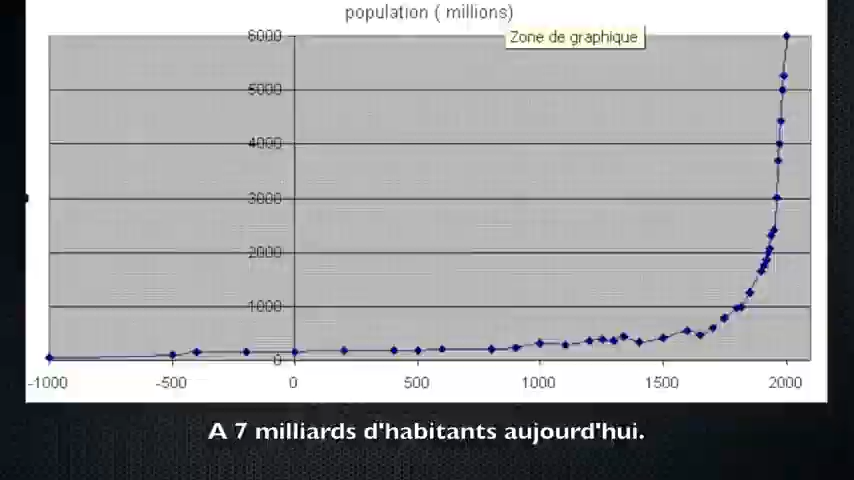 population ( millions)
Zone de graphique
6000
5000
4000
3000
2000
1000
0
-1000 -500 0 500 1000 1500 2000
A 7 milliards d'habitants aujourd'hui.